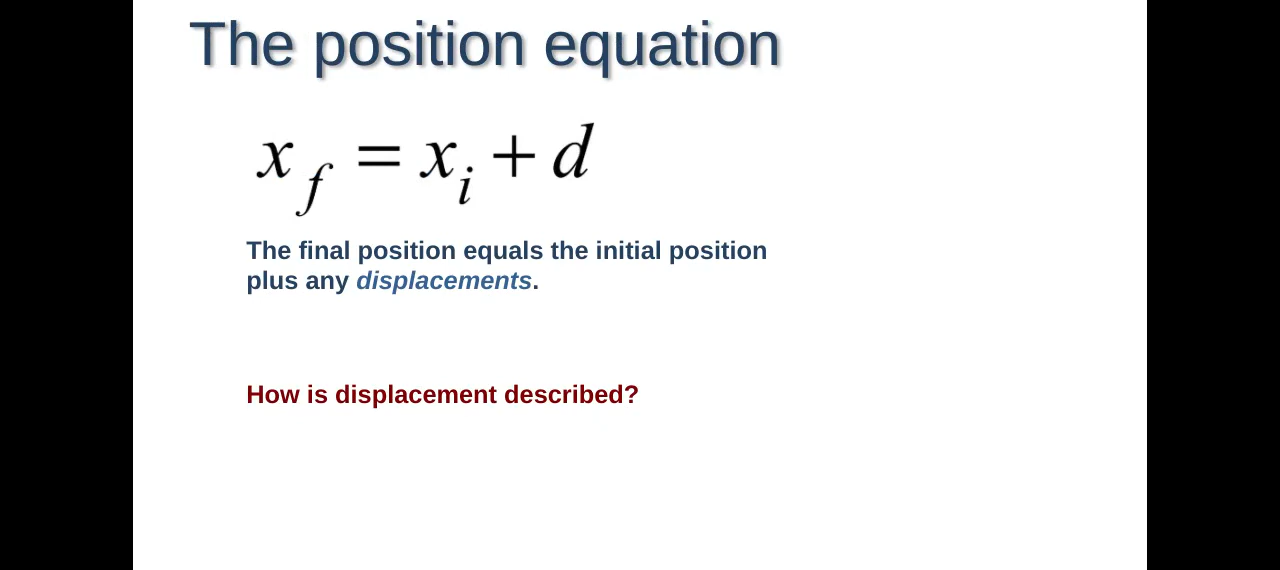 The position equation
x_f = x_i + d
The final position equals the initial position
plus any displacements.
How is displacement described?